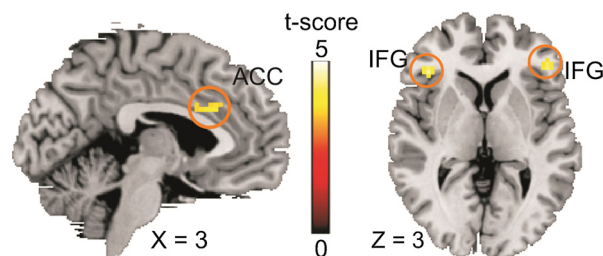 t-score
5
ACC
0
X = 3
IFG
IFG
Z = 3